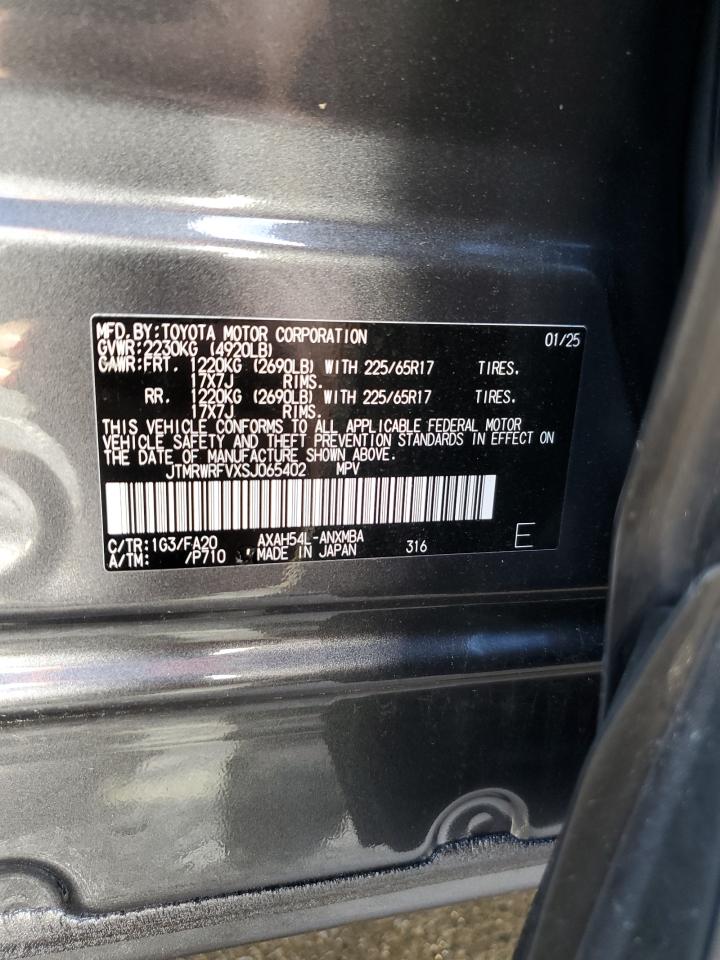 MFD. BY: TOYOTA MOTOR CORPORATION 01/25
GVWR: 2230KG (4920LB)
GAWR: FRT. 1220KG (2690LB) WITH 225/65R17 TIRES.
17X7J RIMS.
RR. 1220KG (2690LB) WITH 225/65R17 TIRES.
17X7J RIMS.
THIS VEHICLE CONFORMS TO ALL APPLICABLE FEDERAL MOTOR
VEHICLE SAFETY AND THEFT PREVENTION STANDARDS IN EFFECT ON
THE DATE OF MANUFACTURE SHOWN ABOVE.
JTMRWRFVXSJ065402 MPV
C/TR: 1G3/FA20 AXAH54L-ANXMBA
A/TM: /P710 MADE IN JAPAN 316 E